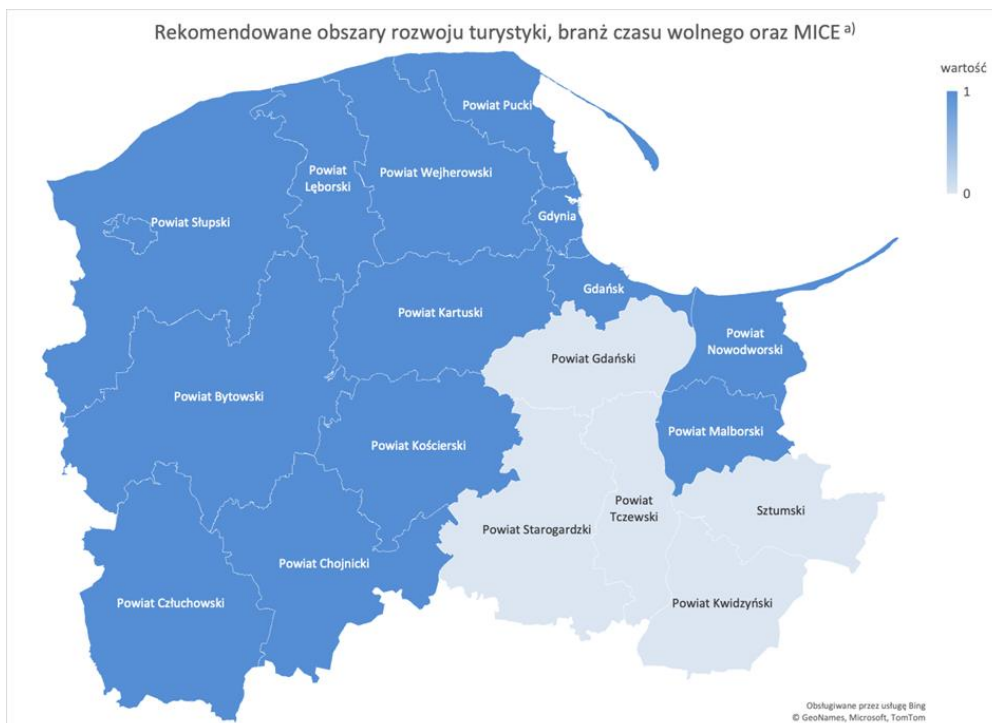 Rekomendowane obszary rozwoju turystyki, branż czasu wolnego oraz MICE a)
wartość
1
0
Powiat Pucki
Powiat Wejherowski
Powiat
Lęborski
Powiat Słupski
Gdynia
Gdańsk
Powiat Kartuski
Powiat
Nowodworski
Powiat Gdański
Powiat Bytowski
Powiat Kościerski
Powiat Malborski
Powiat
Tczewski
Sztumski
Powiat Starogardzki
Powiat Chojnicki
Powiat Człuchowski
Powiat Kwidzyński
Obsługiwane przez usługę Bing
© GeoNames, Microsoft, TomTom